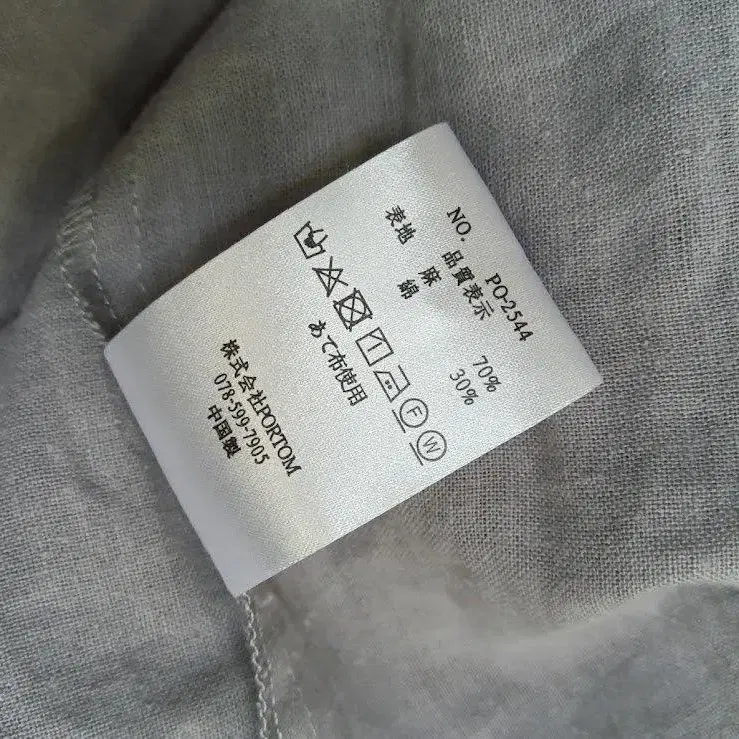 NO. PO-2544
品質表示
表地 麻 70%
綿 30%
F W
あて布使用
株式会社PORTOM
078-599-7905
中国製